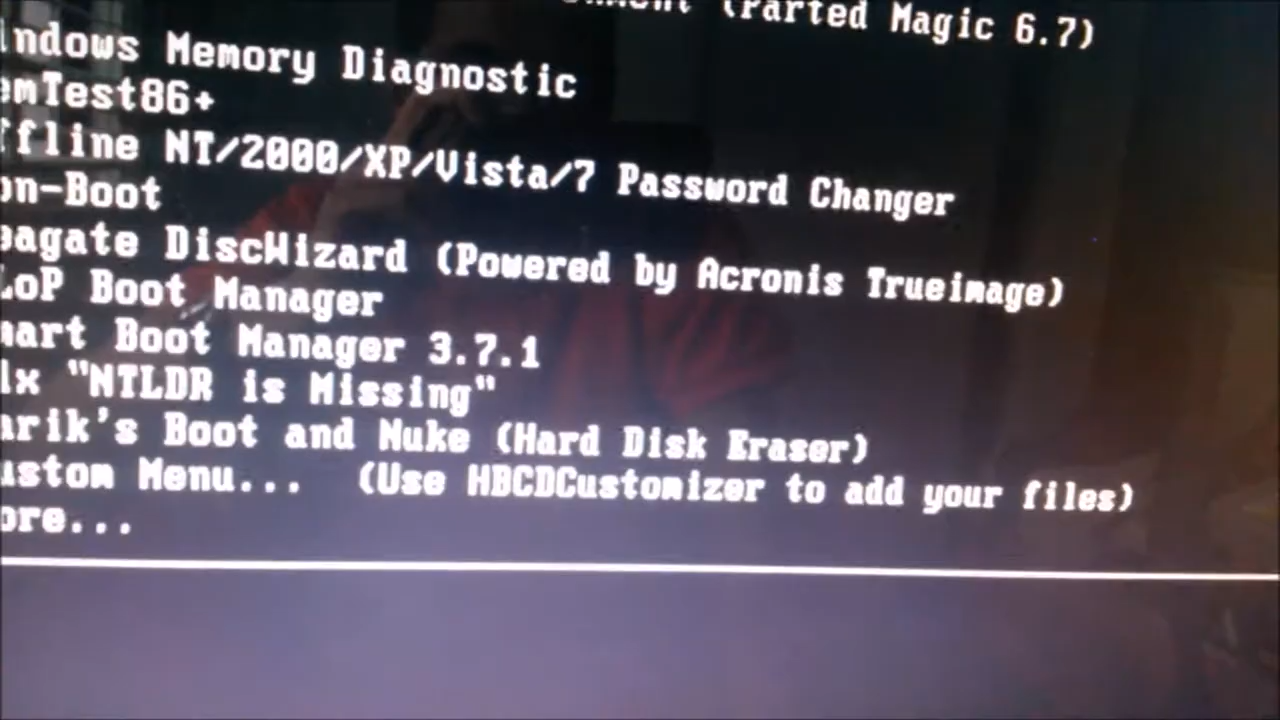 (Parted Magic 6.7)
indows Memory Diagnostic
emTest86+
ffline NT/2000/XP/Vista/7 Password Changer
on-Boot
eagate DiscWizard (Powered by Acronis Trueimage)
LoP Boot Manager
mart Boot Manager 3.7.1
ix "NTLDR is Missing"
arik's Boot and Nuke (Hard Disk Eraser)
ustom Menu... (Use HBCDCustomizer to add your files)
ore...